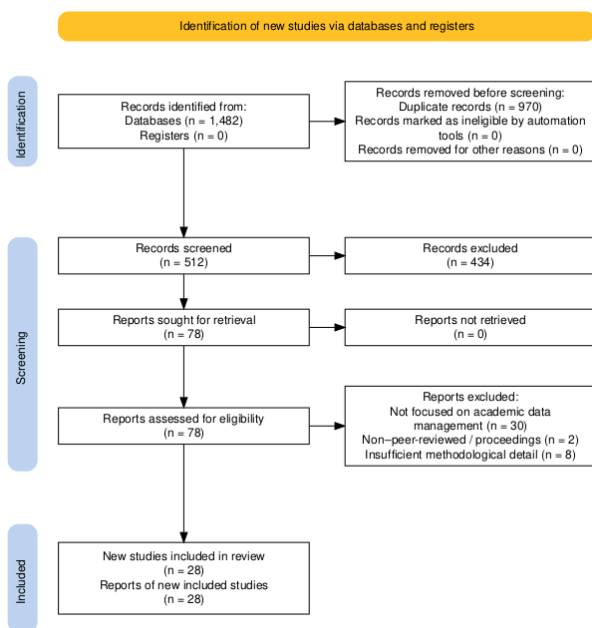 Identification of new studies via databases and registers
Identification
Records identified from:
Databases (n = 1,482)
Registers (n = 0)
Records removed before screening:
Duplicate records (n = 970)
Records marked as ineligible by automation
tools (n = 0)
Records removed for other reasons (n = 0)
Screening
Records screened
(n = 512)
Records excluded
(n = 434)
Reports sought for retrieval
(n = 78)
Reports not retrieved
(n = 0)
Reports assessed for eligibility
(n = 78)
Reports excluded:
Not focused on academic data
management (n = 30)
Non–peer-reviewed / proceedings (n = 2)
Insufficient methodological detail (n = 8)
Included
New studies included in review
(n = 28)
Reports of new included studies
(n = 28)